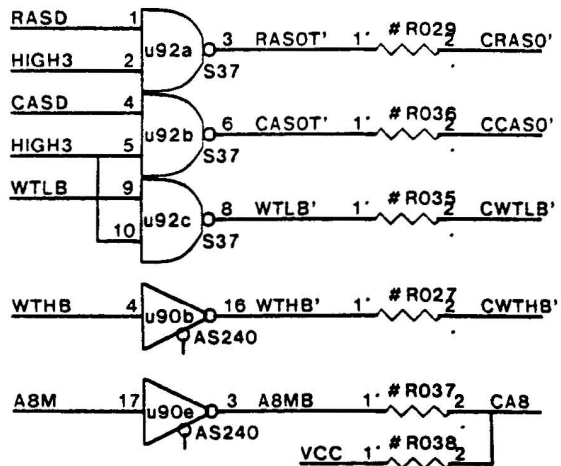 RASD 1 u92a 3 RASOT' 1' #R029 2 CRASO'
HIGH3 2 S37
CASD 4 u92b 6 CASOT' 1' #R036 2 CCASO'
HIGH3 5 S37
WTLB 9 u92c 8 WTLB' 1' #R035 2 CWTLB'
10 S37
WTHB 4 u90b 16 WTHB' 1' #R027 2 CWTHB'
AS240
A8M 17 u90e 3 A8MB 1' #R037 2 CA8
AS240
VCC 1' #R038 2